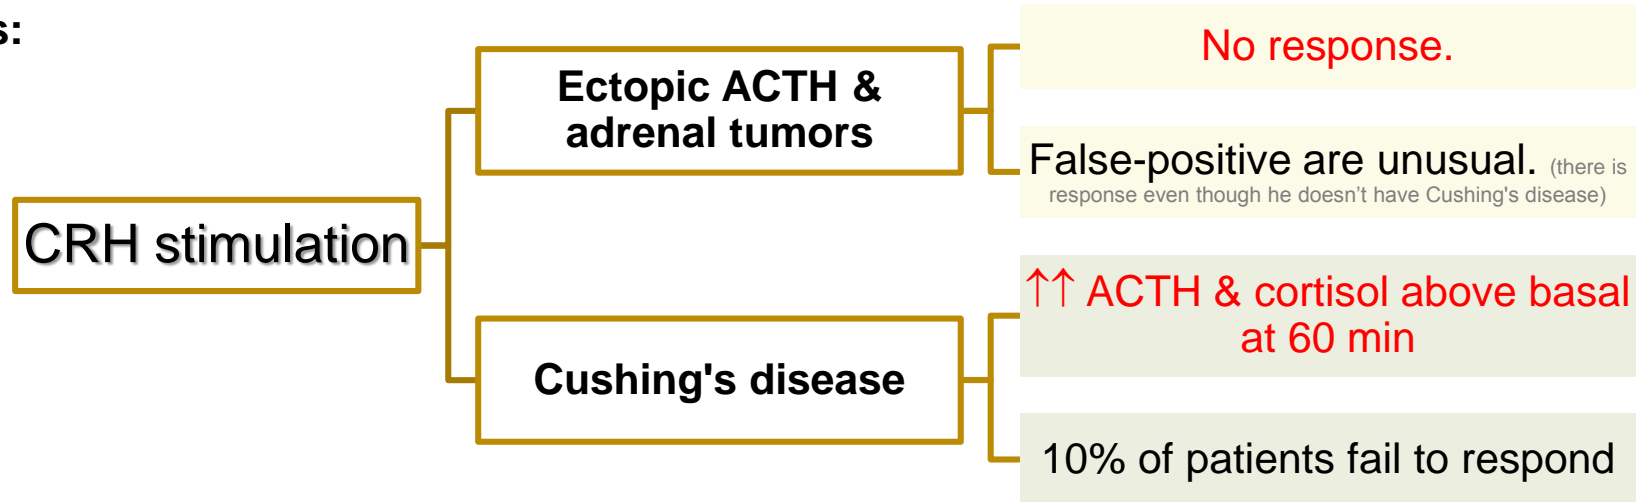 s:
CRH stimulation
Ectopic ACTH &
adrenal tumors
No response.
False-positive are unusual. (there is
response even though he doesn’t have Cushing's disease)
Cushing's disease
↑↑ ACTH & cortisol above basal
at 60 min
10% of patients fail to respond